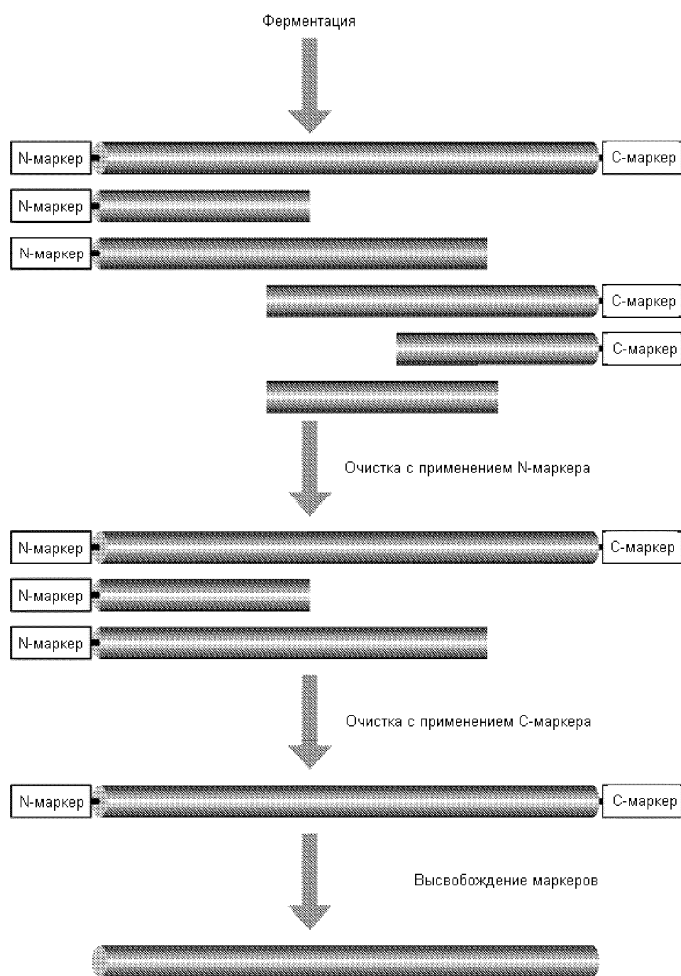 Ферментация
N-маркер C-маркер
N-маркер
N-маркер
C-маркер
C-маркер
Очистка с применением N-маркера
N-маркер C-маркер
N-маркер
N-маркер
Очистка с применением C-маркера
N-маркер C-маркер
Высвобождение маркеров